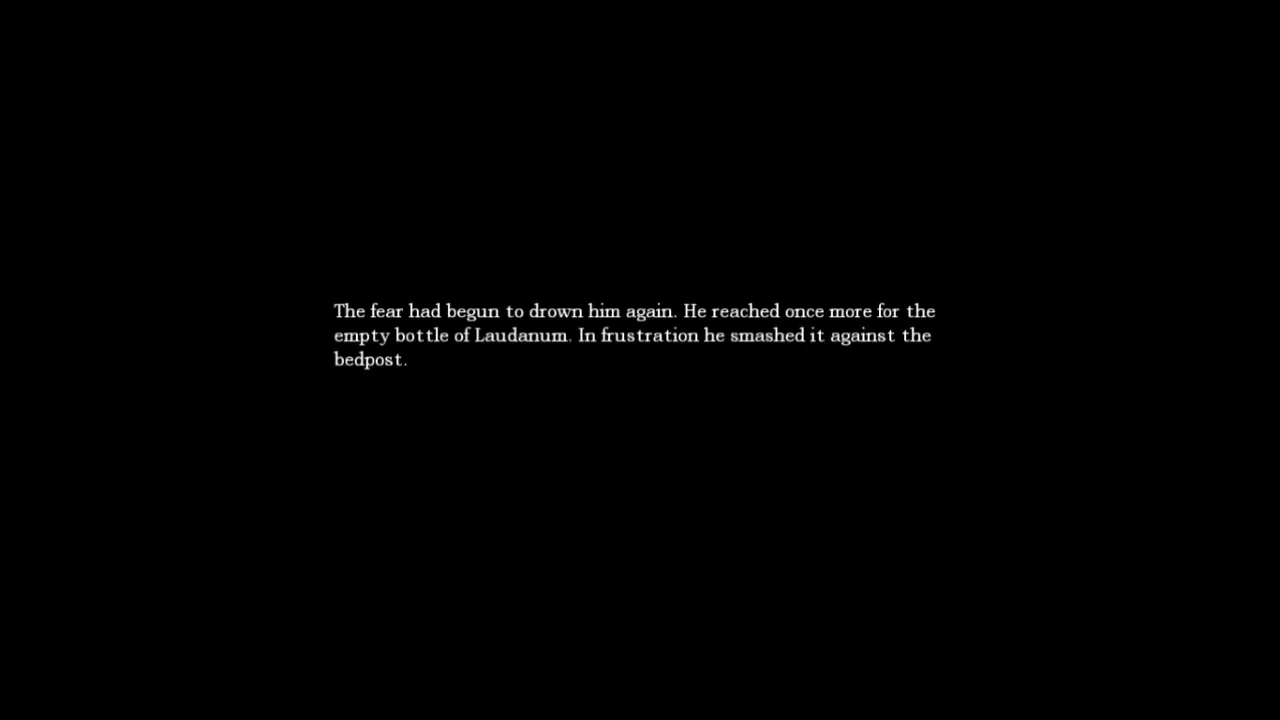 The fear had begun to drown him again. He reached once more for the
empty bottle of Laudanum. In frustration he smashed it against the
bedpost.